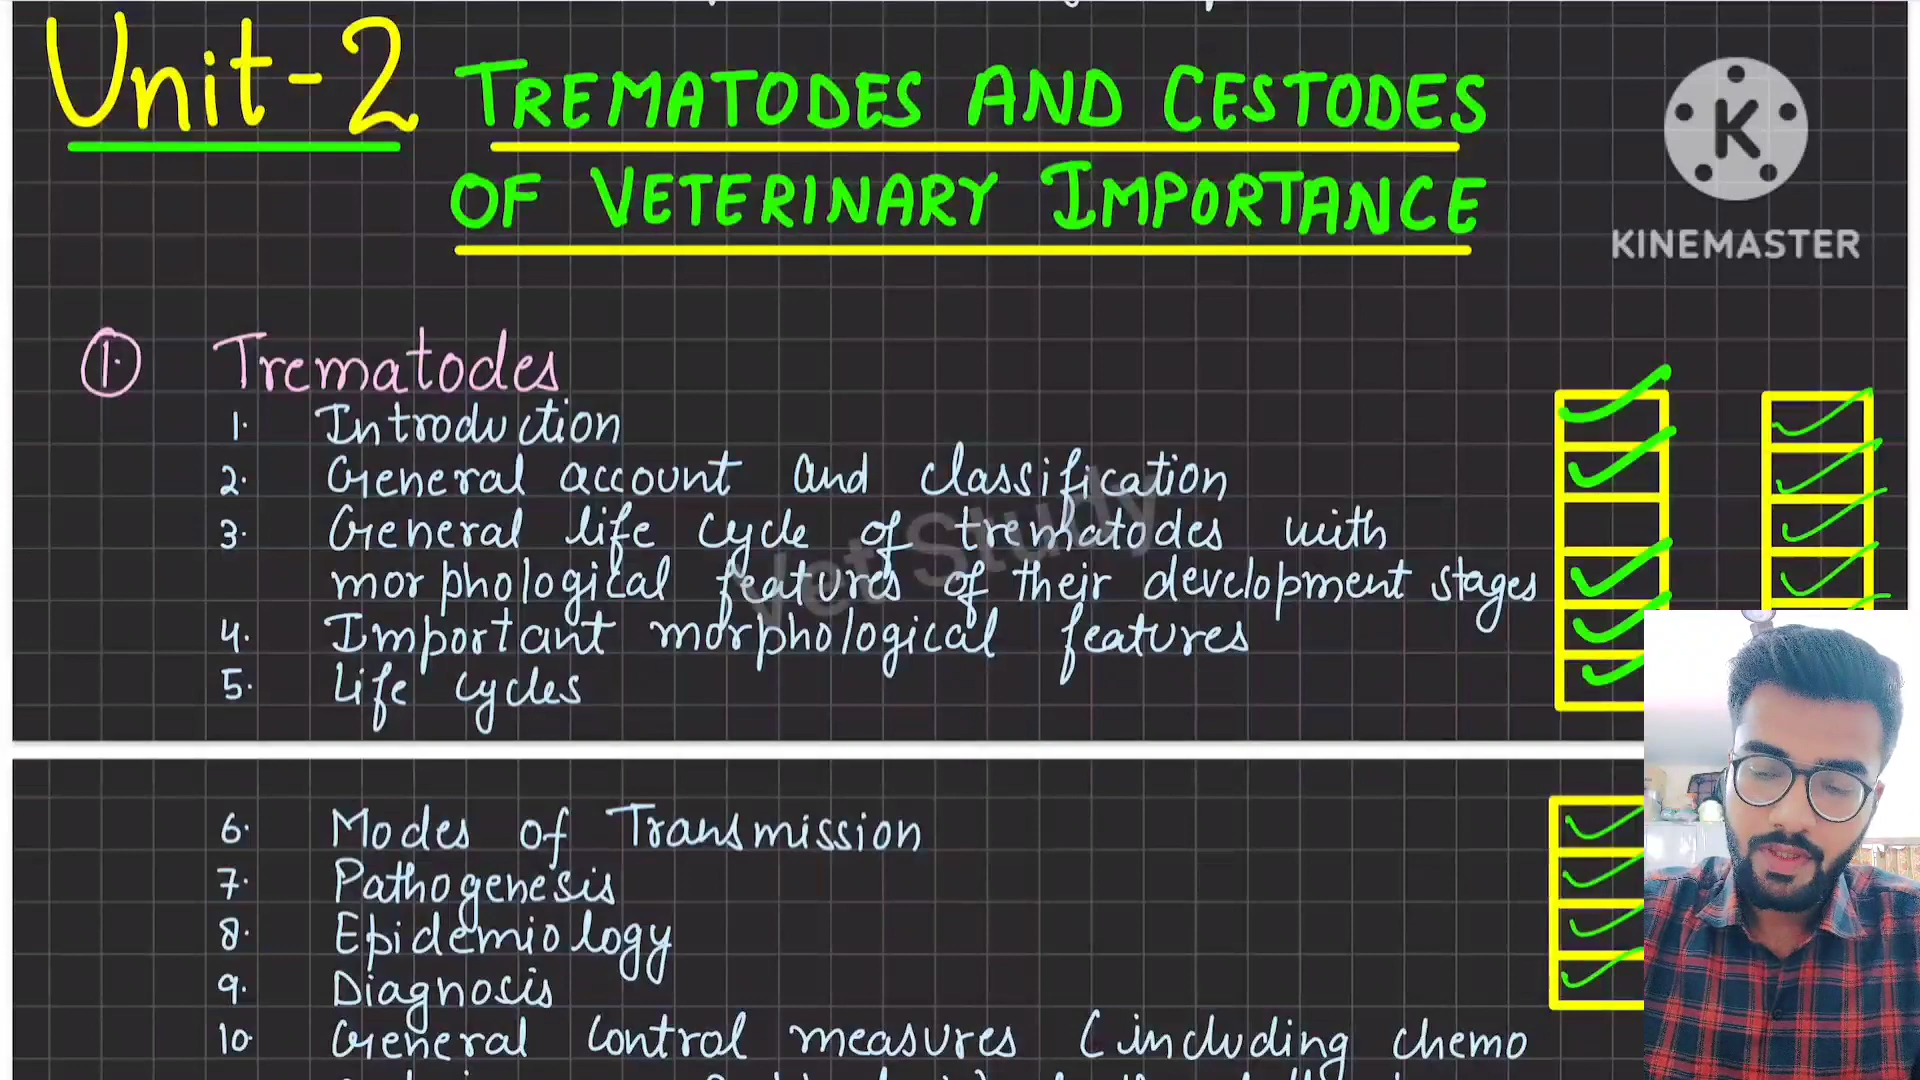 Unit-2 TREMATODES AND CESTODES
OF VETERINARY IMPORTANCE
KINEMASTER
1. Trematodes
1. Introduction
2. General account and classification
3. General life cycle of trematodes with
morphological features of their development stages
4. Important morphological features
5. Life cycles
Vet Study
6. Modes of Transmission
7. Pathogenesis
8. Epidemiology
9. Diagnosis
10. General control measures (including chemo